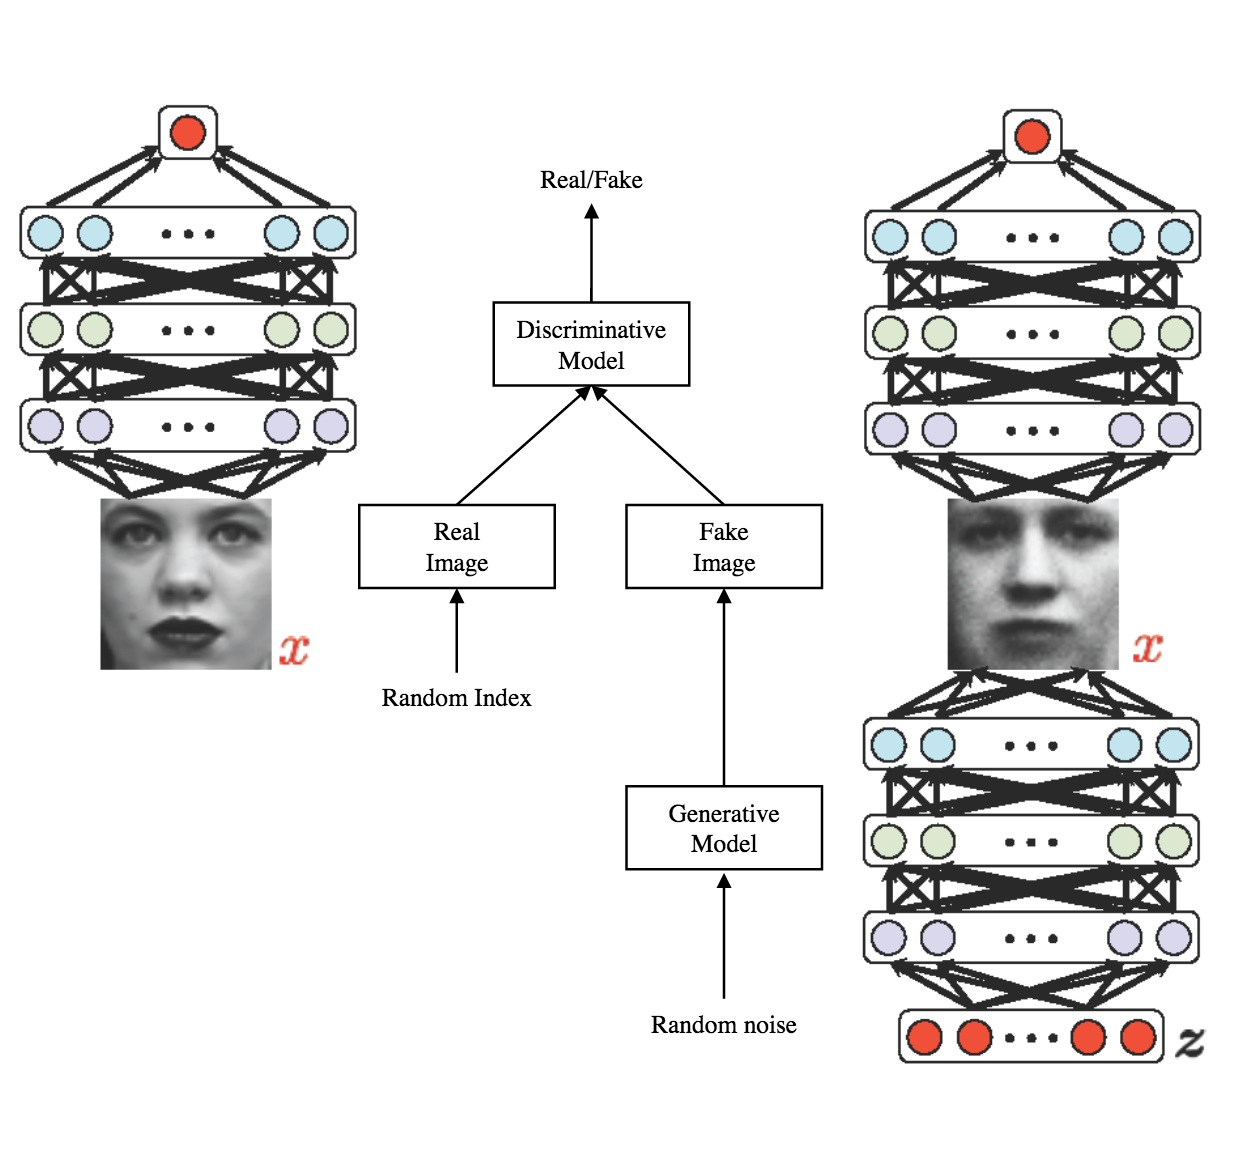 Real/Fake
Discriminative
Model
Real
Image
Fake
Image
x
x
Random Index
Generative
Model
Random noise
z